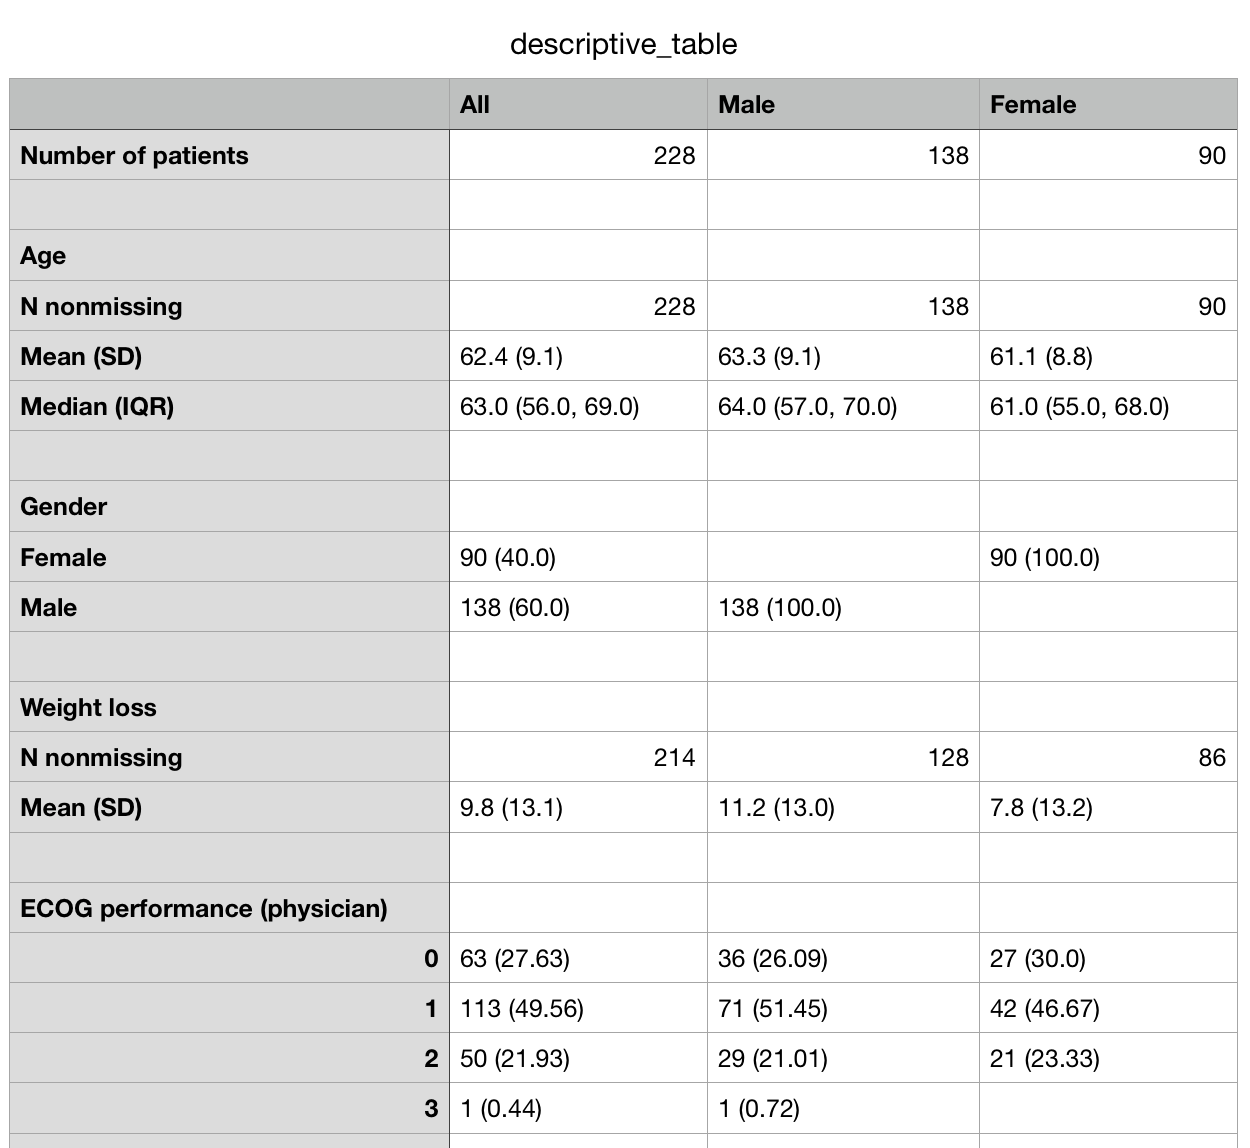 descriptive_table
All Male Female
Number of patients 228 138 90
Age
N nonmissing 228 138 90
Mean (SD) 62.4 (9.1) 63.3 (9.1) 61.1 (8.8)
Median (IQR) 63.0 (56.0, 69.0) 64.0 (57.0, 70.0) 61.0 (55.0, 68.0)
Gender
Female 90 (40.0) 90 (100.0)
Male 138 (60.0) 138 (100.0)
Weight loss
N nonmissing 214 128 86
Mean (SD) 9.8 (13.1) 11.2 (13.0) 7.8 (13.2)
ECOG performance (physician)
0 63 (27.63) 36 (26.09) 27 (30.0)
1 113 (49.56) 71 (51.45) 42 (46.67)
2 50 (21.93) 29 (21.01) 21 (23.33)
3 1 (0.44) 1 (0.72)